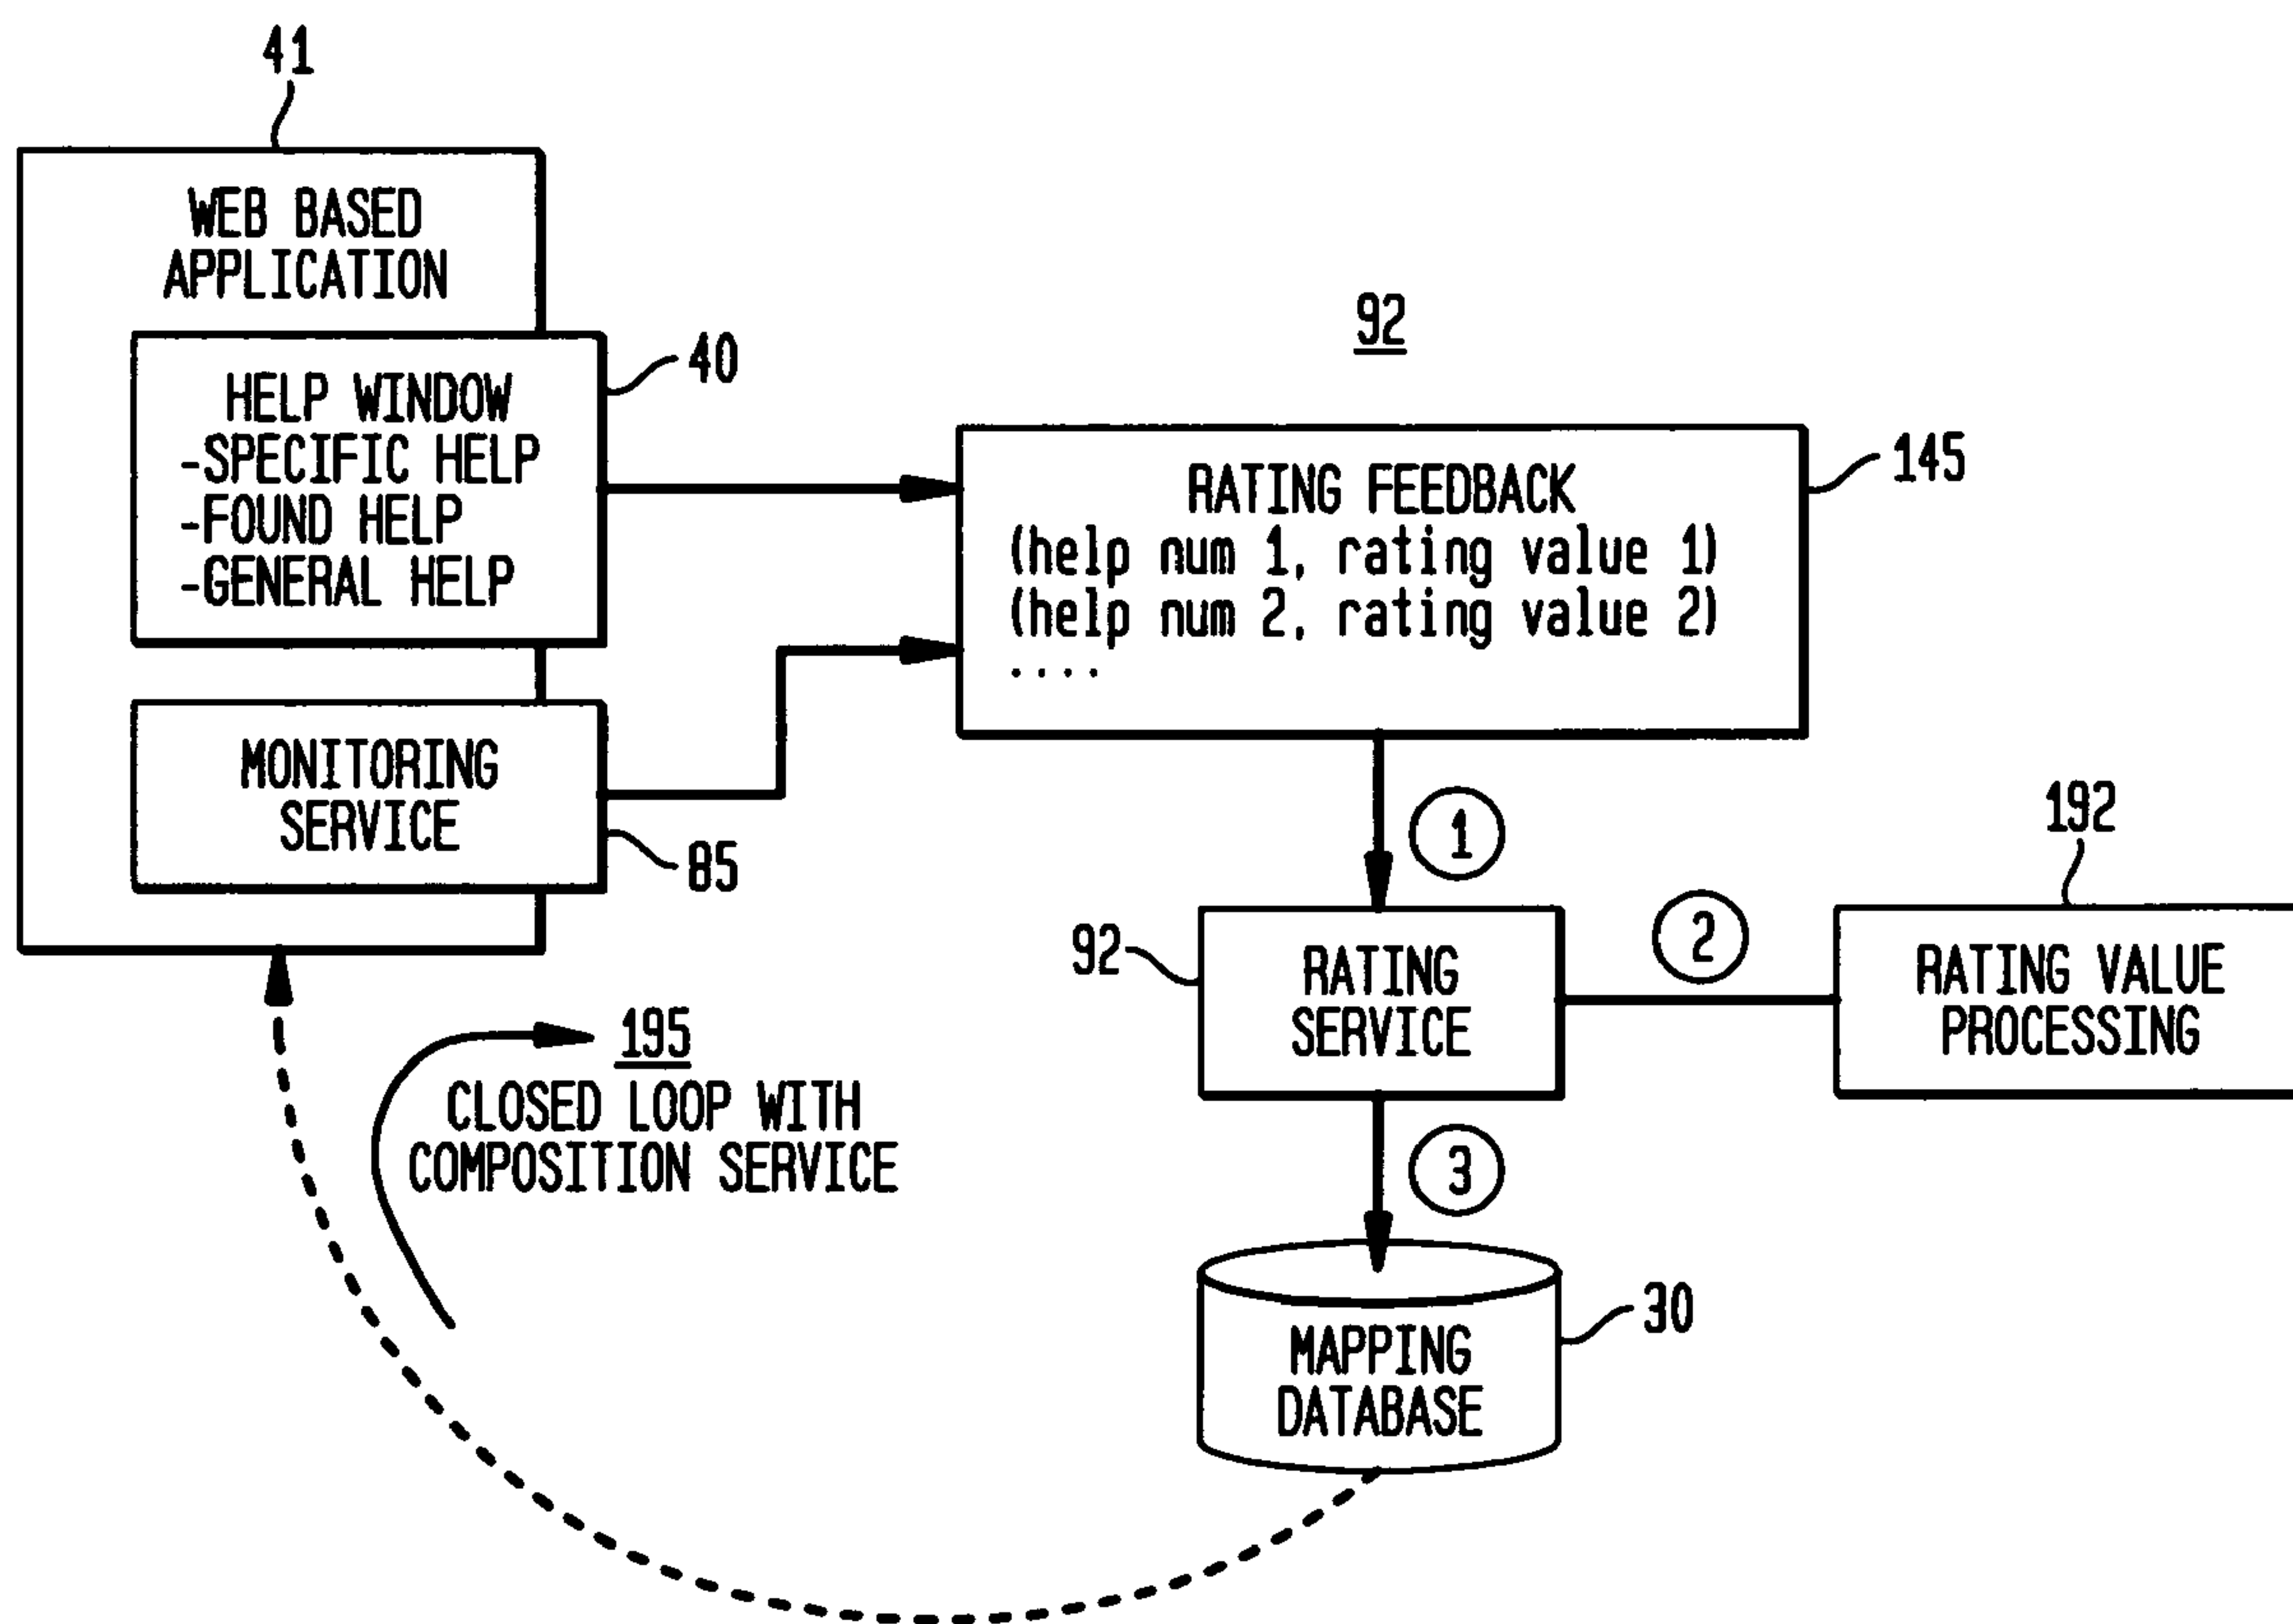 41
WEB BASED
APPLICATION
40
HELP WINDOW
-SPECIFIC HELP
-FOUND HELP
-GENERAL HELP
MONITORING
SERVICE
85
92
145
RATING FEEDBACK
(help num 1, rating value 1)
(help num 2, rating value 2)
....
1
92
RATING
SERVICE
2
192
RATING VALUE
PROCESSING
3
195
CLOSED LOOP WITH
COMPOSITION SERVICE
MAPPING
DATABASE
30